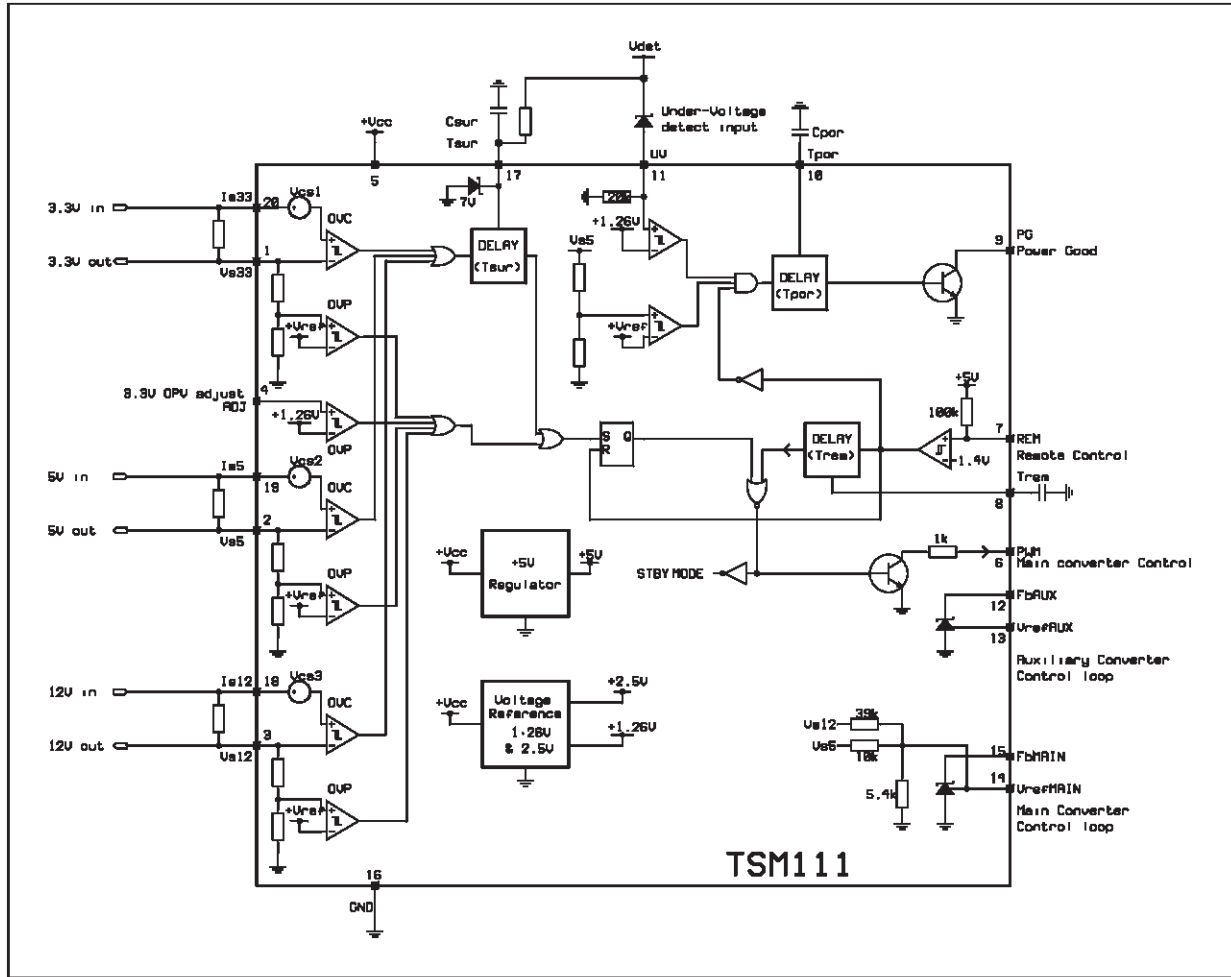 Vdet
Csur
Tsur
+Vcc
Under-Voltage
detect input
Cpor
Tpor
5
17
UV
11
10
7V
20k
3.3V in
Is33
20
Vcs1
OVC
+1.26V
1
3.3V out
Vs33
DELAY
(Tsur)
Vs5
DELAY
(Tpor)
9
PG
Power Good
OVP
+Vref
+Vref
4
3.3V OPV adjust
ADJ
+1.26V
OVP
+5V
100k
7
REM
Remote Control
S
Q
R
DELAY
(Trem)
1.4V
Trem
8
5V in
Is5
19
Vcs2
OVC
2
5V out
Vs5
OVP
+Vref
+Vcc
+5V
Regulator
+5V
STBY MODE
1k
PWM
6
Main converter Control
FbAUX
12
VrefAUX
13
Auxiliary Converter
Control loop
12V in
Is12
18
Vcs3
OVC
3
12V out
Vs12
OVP
+Vref
+Vcc
Voltage
Reference
1.26V
& 2.5V
+2.5V
+1.26V
39k
Vs12
Vs5
10k
5.4k
15
FbMAIN
14
VrefMAIN
Main Converter
Control loop
TSM111
16
GND